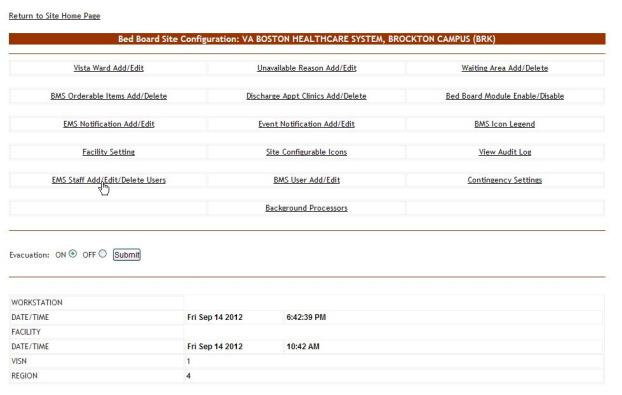 Return to Site Home Page
Bed Board Site Configuration: VA BOSTON HEALTHCARE SYSTEM, BROCKTON CAMPUS (BRK)
Vista Ward Add/Edit Unavailable Reason Add/Edit Waiting Area Add/Delete
BMS Orderable Items Add/Delete Discharge Appt Clinics Add/Delete Bed Board Module Enable/Disable
EMS Notification Add/Edit Event Notification Add/Edit BMS Icon Legend
Facility Setting Site Configurable Icons View Audit Log
EMS Staff Add/Edit/Delete Users BMS User Add/Edit Contingency Settings
Background Processors
Evacuation: ON OFF Submit
WORKSTATION
DATE/TIME Fri Sep 14 2012 6:42:39 PM
FACILITY
DATE/TIME Fri Sep 14 2012 10:42 AM
VISN 1
REGION 4